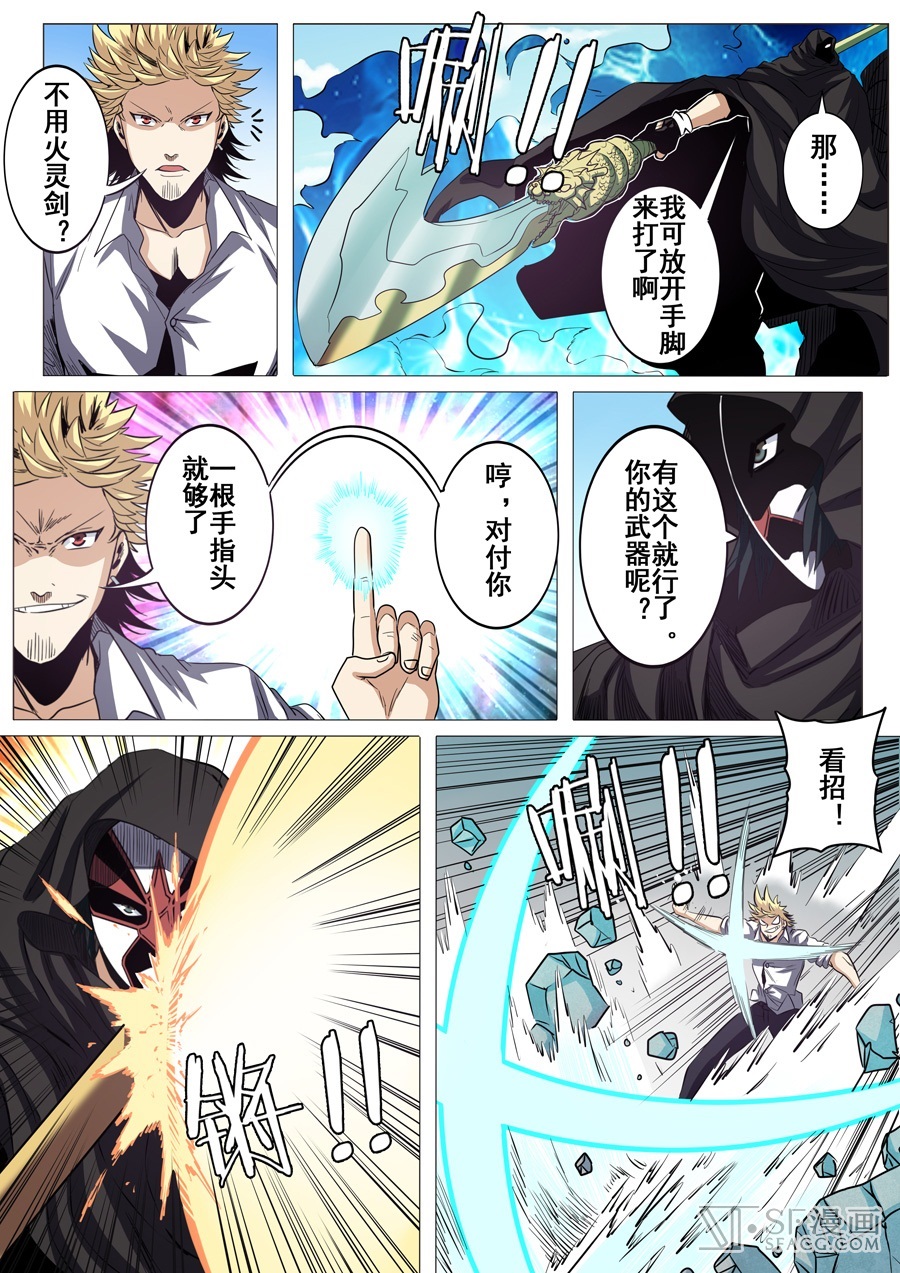 那……
我可放开手脚
来打了啊
唰!!
不用火灵剑？
有这个就行了。
你的武器呢？
哼，对付你
一根手指头
就够了
看招！
唰!!
锵!!
SF漫画
SFACG.COM